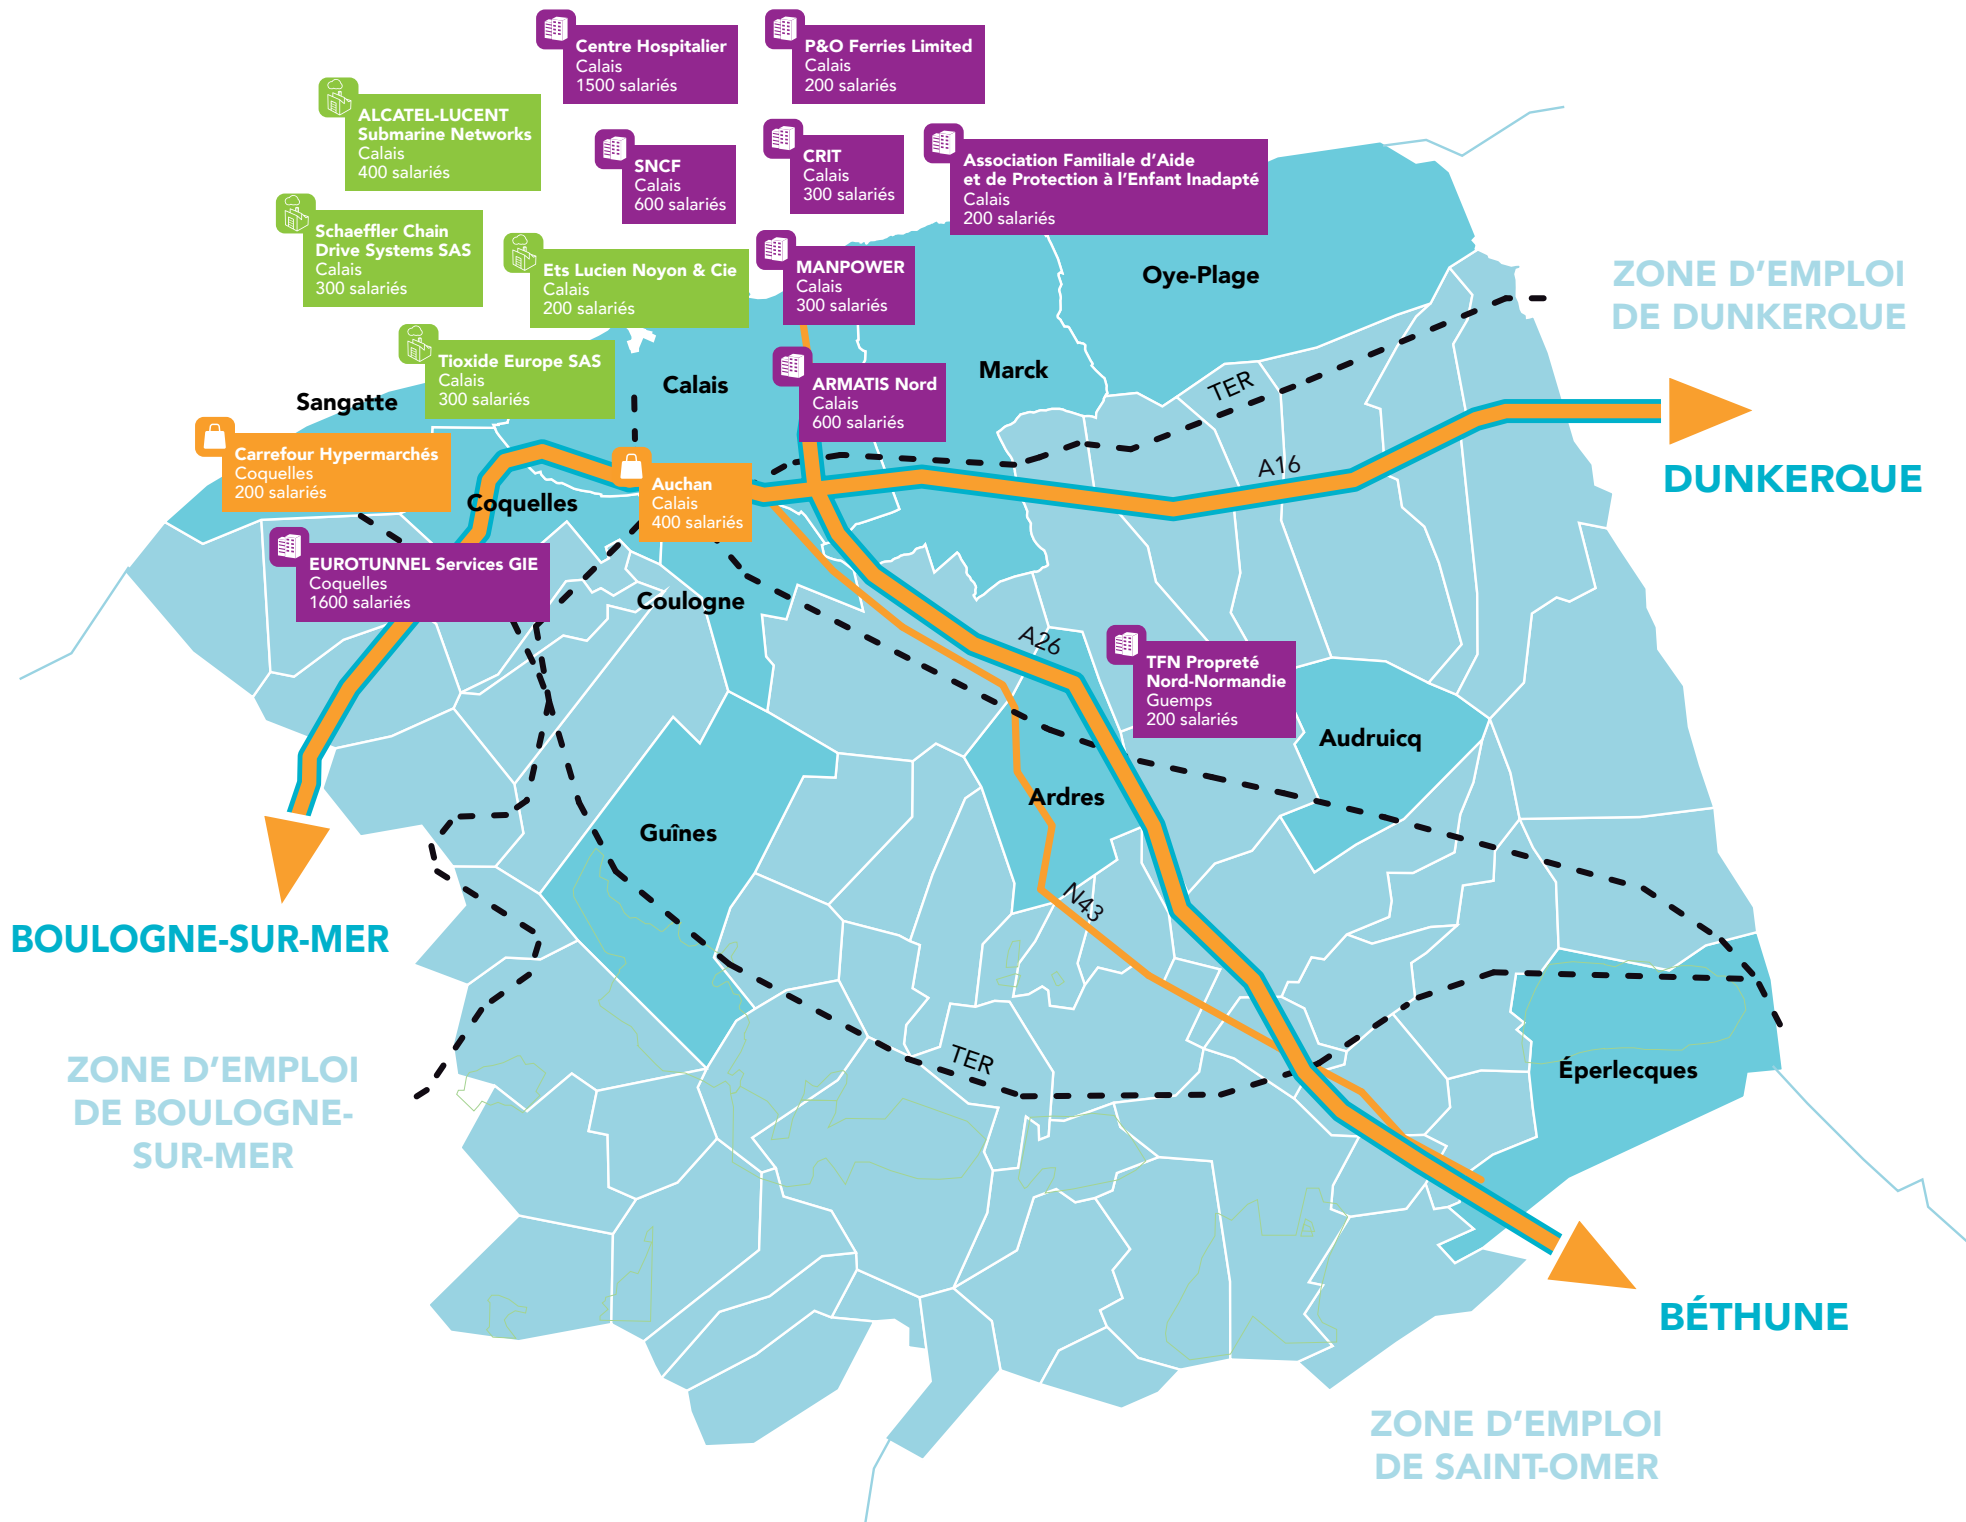 Centre Hospitalier
Calais
1500 salariés
P&O Ferries Limited
Calais
200 salariés
ALCATEL-LUCENT
Submarine Networks
Calais
400 salariés
SNCF
Calais
600 salariés
CRIT
Calais
300 salariés
Association Familiale d’Aide
et de Protection à l’Enfant Inadapté
Calais
200 salariés
Schaeffler Chain
Drive Systems SAS
Calais
300 salariés
Ets Lucien Noyon & Cie
Calais
200 salariés
MANPOWER
Calais
300 salariés
Oye-Plage
ZONE D’EMPLOI
DE DUNKERQUE
Tioxide Europe SAS
Calais
300 salariés
Calais
ARMATIS Nord
Calais
600 salariés
Marck
TER
Sangatte
Carrefour Hypermarchés
Coquelles
200 salariés
Coquelles
Auchan
Calais
400 salariés
A16
DUNKERQUE
EUROTUNNEL Services GIE
Coquelles
1600 salariés
Coulogne
A26
TFN Propreté
Nord-Normandie
Guemps
200 salariés
Audruicq
Ardres
Guînes
N43
BOULOGNE-SUR-MER
TER
Éperlecques
ZONE D’EMPLOI
DE BOULOGNE-
SUR-MER
BÉTHUNE
ZONE D’EMPLOI
DE SAINT-OMER